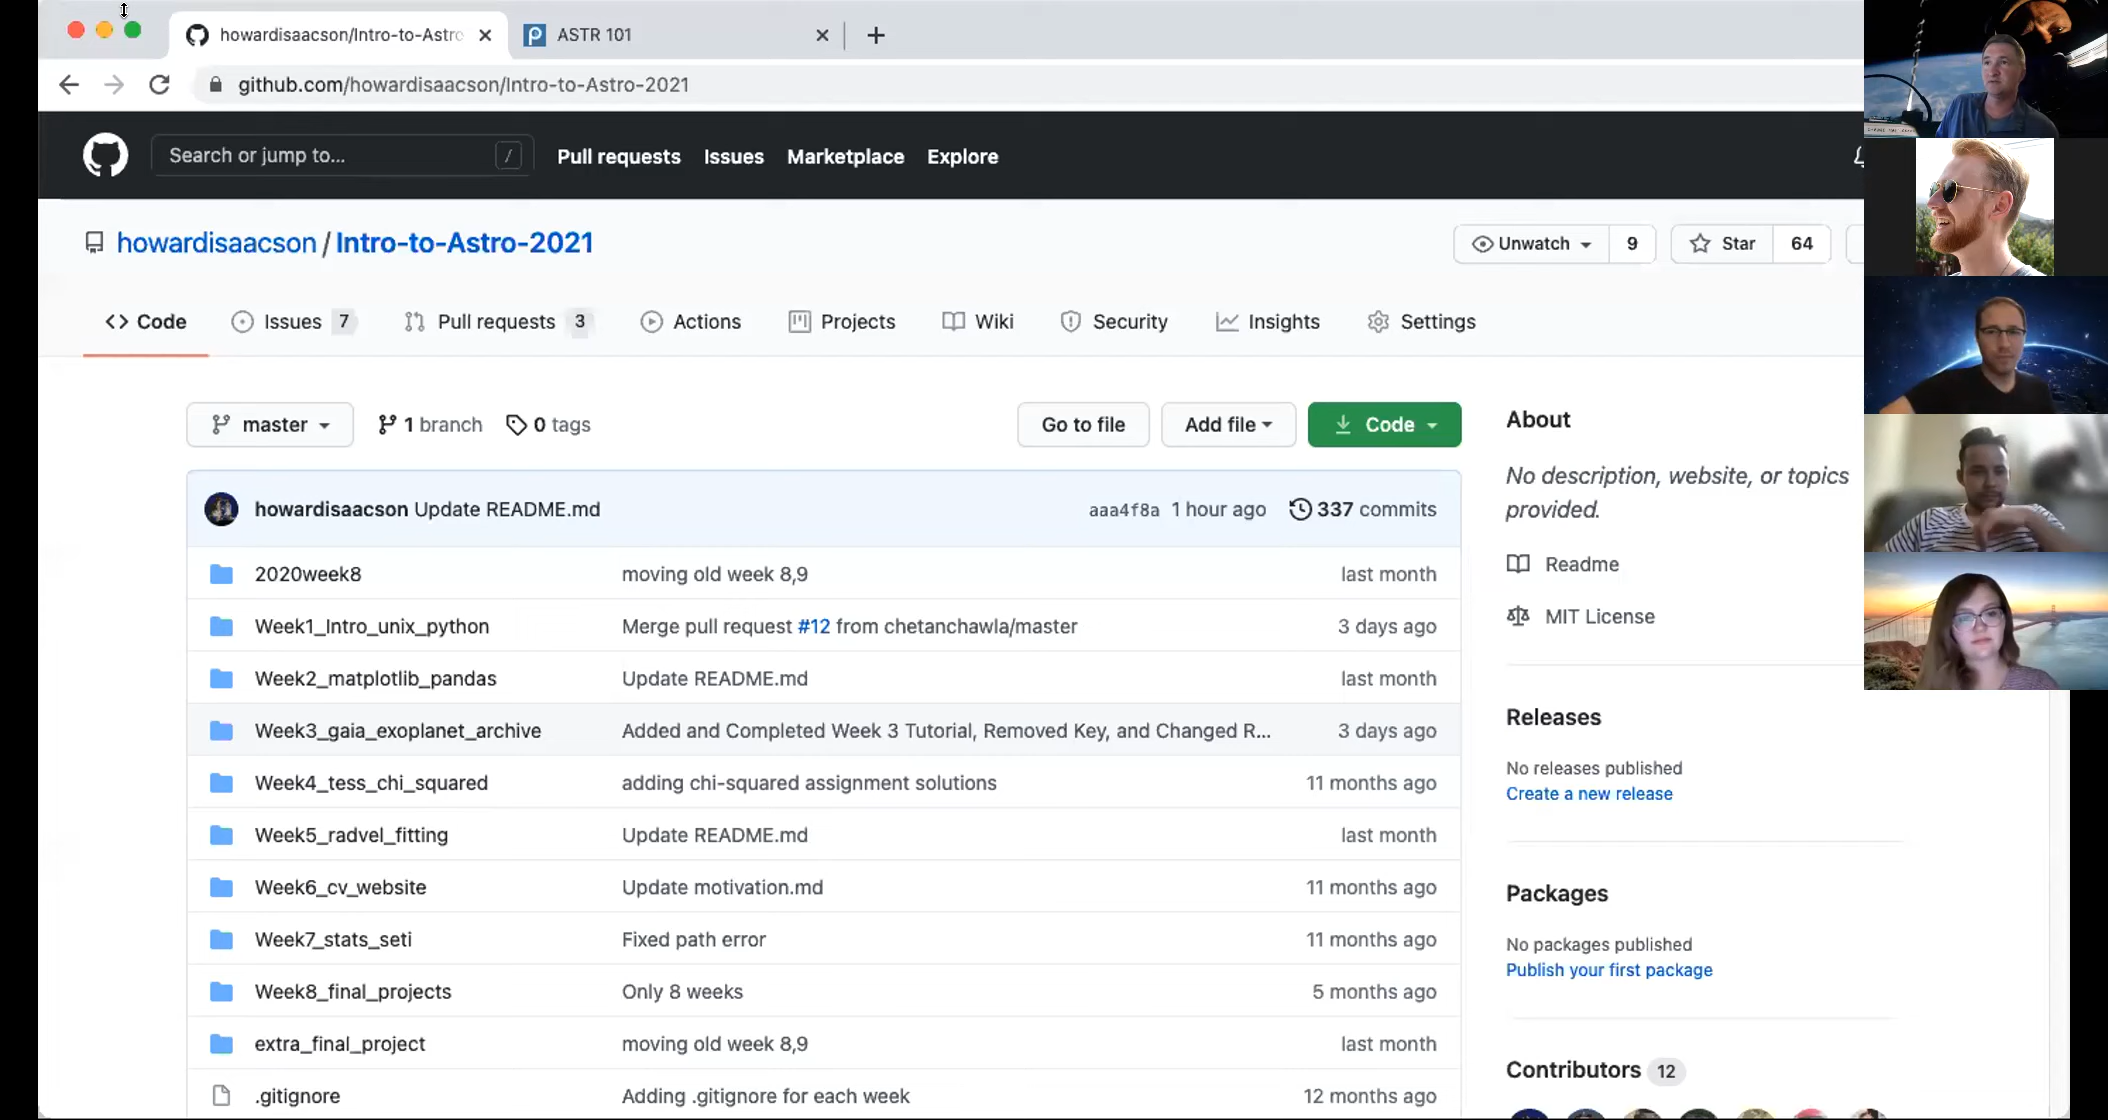 howardisaacson/Intro-to-Astro
ASTR 101
github.com/howardisaacson/Intro-to-Astro-2021
Search or jump to... /
Pull requests Issues Marketplace Explore
howardisaacson / Intro-to-Astro-2021
Unwatch 9 Star 64
Code Issues 7 Pull requests 3 Actions Projects Wiki Security Insights Settings
master 1 branch 0 tags Go to file Add file Code
howardisaacson Update README.md aaa4f8a 1 hour ago 337 commits
2020week8 moving old week 8,9 last month
Week1_Intro_unix_python Merge pull request #12 from chetanchawla/master 3 days ago
Week2_matplotlib_pandas Update README.md last month
Week3_gaia_exoplanet_archive Added and Completed Week 3 Tutorial, Removed Key, and Changed R... 3 days ago
Week4_tess_chi_squared adding chi-squared assignment solutions 11 months ago
Week5_radvel_fitting Update README.md last month
Week6_cv_website Update motivation.md 11 months ago
Week7_stats_seti Fixed path error 11 months ago
Week8_final_projects Only 8 weeks 5 months ago
extra_final_project moving old week 8,9 last month
.gitignore Adding .gitignore for each week 12 months ago
About
No description, website, or topics
provided.
Readme
MIT License
Releases
No releases published
Create a new release
Packages
No packages published
Publish your first package
Contributors 12